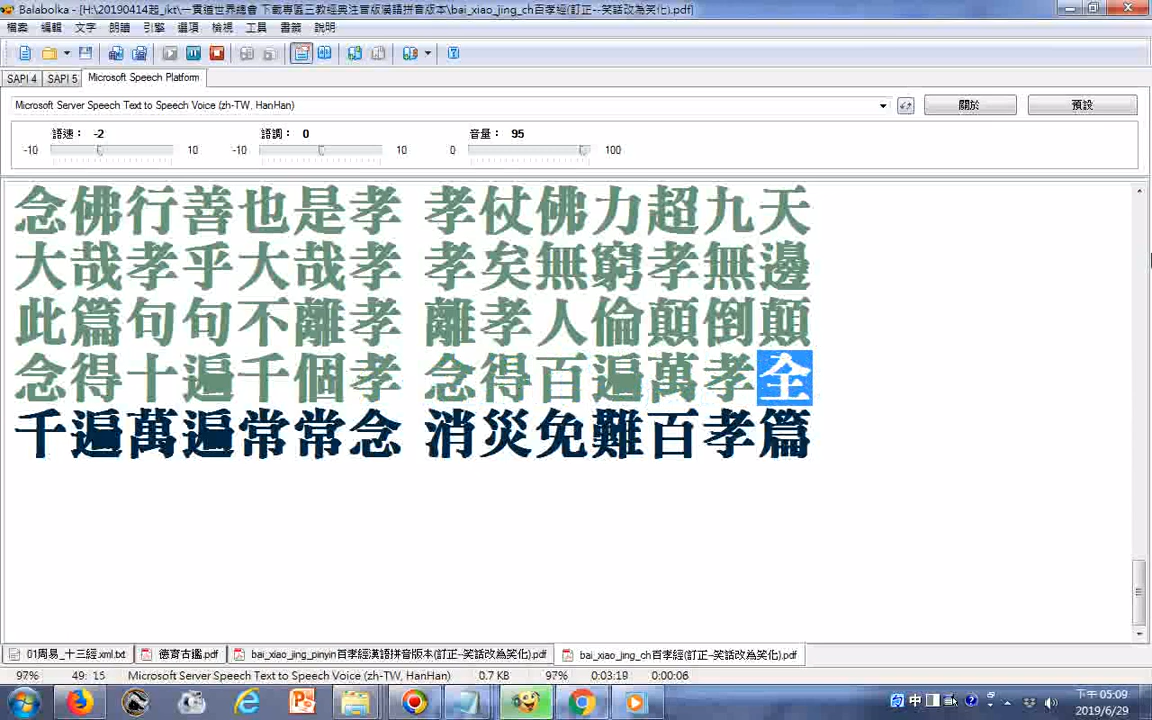 Balabolka - [H:\20190414起_jkt\一貫道世界總會 下載專區三教經典注音版漢語拼音版本\bai_xiao_jing_ch百孝經(訂正--笑話改為笑化).pdf]
檔案 編輯 文字 朗讀 引擎 選項 檢視 工具 書籤 說明
SAPI 4 SAPI 5 Microsoft Speech Platform
Microsoft Server Speech Text to Speech Voice (zh-TW, HanHan) 關於 預設
語速： -2 語調： 0 音量： 95
-10 10 -10 10 0 100
念佛行善也是孝 孝仗佛力超九天
大哉孝乎大哉孝 孝矣無窮孝無邊
此篇句句不離孝 離孝人倫顛倒顛
念得十遍千個孝 念得百遍萬孝全
千遍萬遍常常念 消災免難百孝篇
01周易_十三經.xml.txt 德育古鑑.pdf bai_xiao_jing_pinyin百孝經漢語拼音版本(訂正--笑話改為笑化).pdf bai_xiao_jing_ch百孝經(訂正--笑話改為笑化).pdf
97% 49: 15 Microsoft Server Speech Text to Speech Voice (zh-TW, HanHan) 0.7 KB 97% 0:03:19 0:00:06
中 下午 05:09
2019/6/29